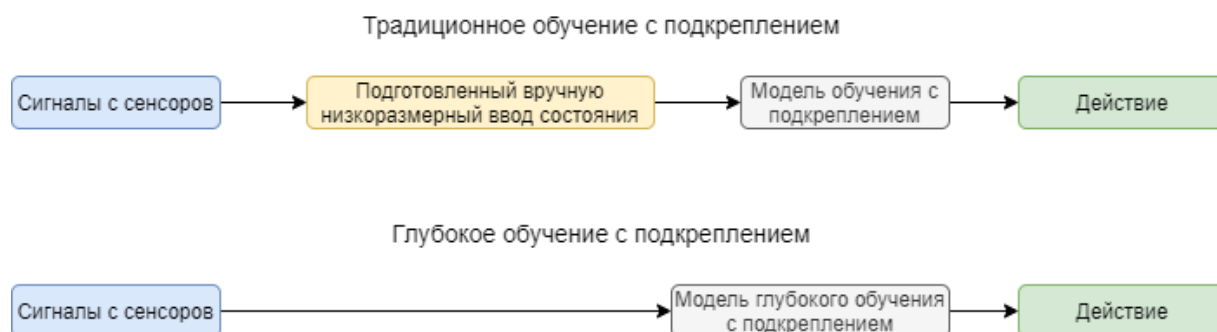 Традиционное обучение с подкреплением
Сигналы с сенсоров
Подготовленный вручную
низкоразмерный ввод состояния
Модель обучения с
подкреплением
Действие
Глубокое обучение с подкреплением
Сигналы с сенсоров
Модель глубокого обучения
с подкреплением
Действие